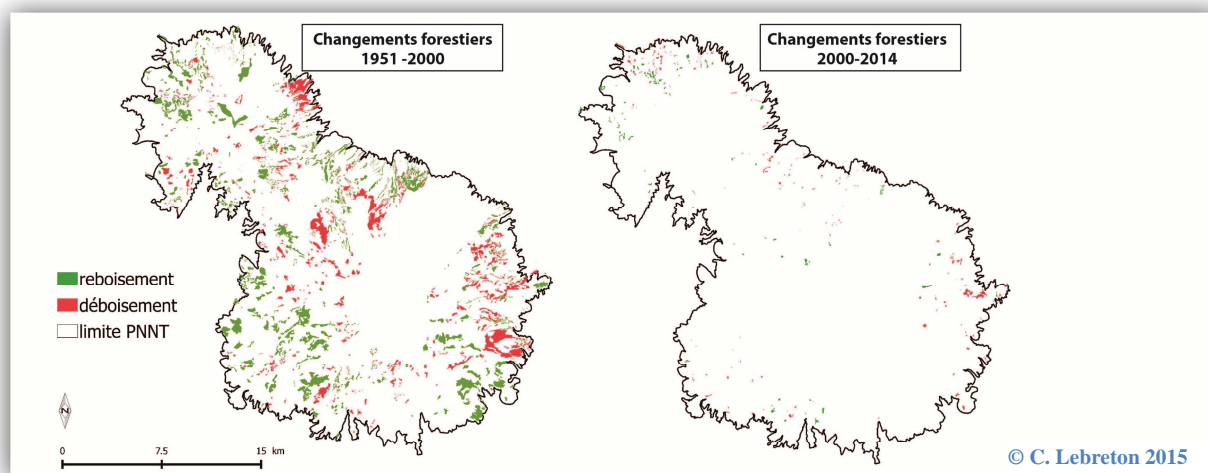 Changements forestiers
1951 -2000
Changements forestiers
2000-2014
reboisement
déboisement
limite PNNT
N
0 7.5 15 km
© C. Lebreton 2015